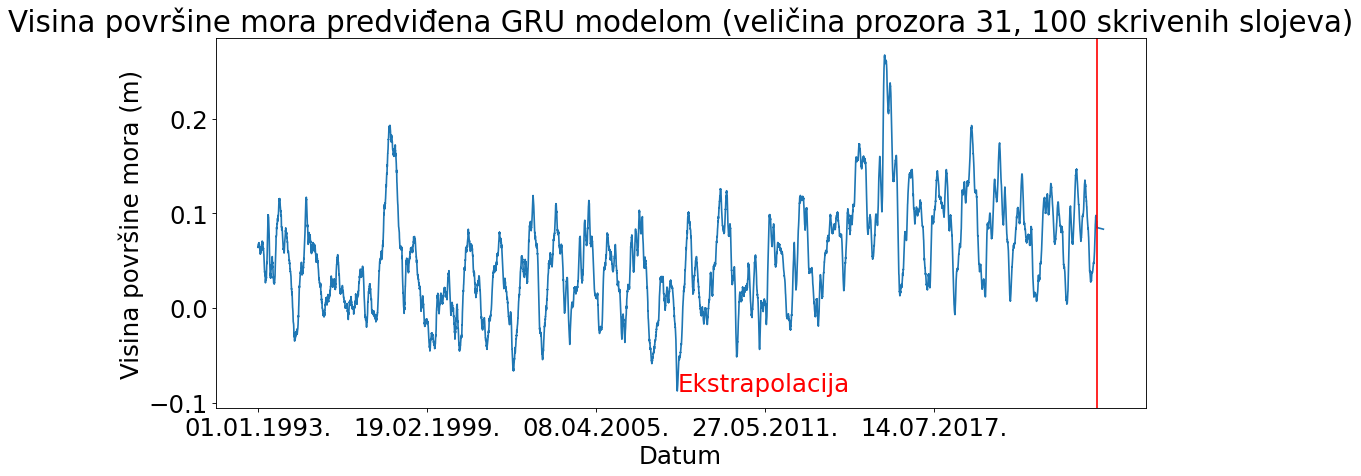 Visina površine mora predviđena GRU modelom (veličina prozora 31, 100 skrivenih slojeva)
Visina površine mora (m)
0.2
0.1
0.0
−0.1
Ekstrapolacija
01.01.1993. 19.02.1999. 08.04.2005. 27.05.2011. 14.07.2017.
Datum